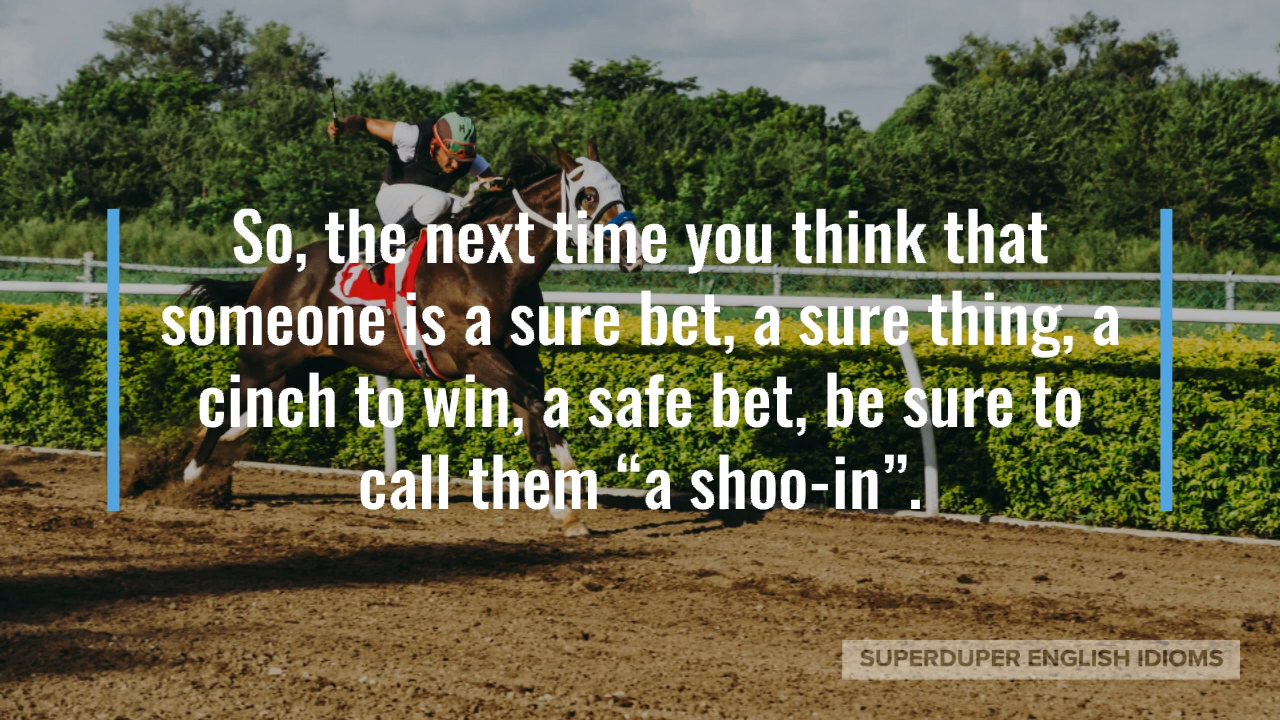 So, the next time you think that
someone is a sure bet, a sure thing, a
cinch to win, a safe bet, be sure to
call them “a shoo-in”.
SUPERDUPER ENGLISH IDIOMS